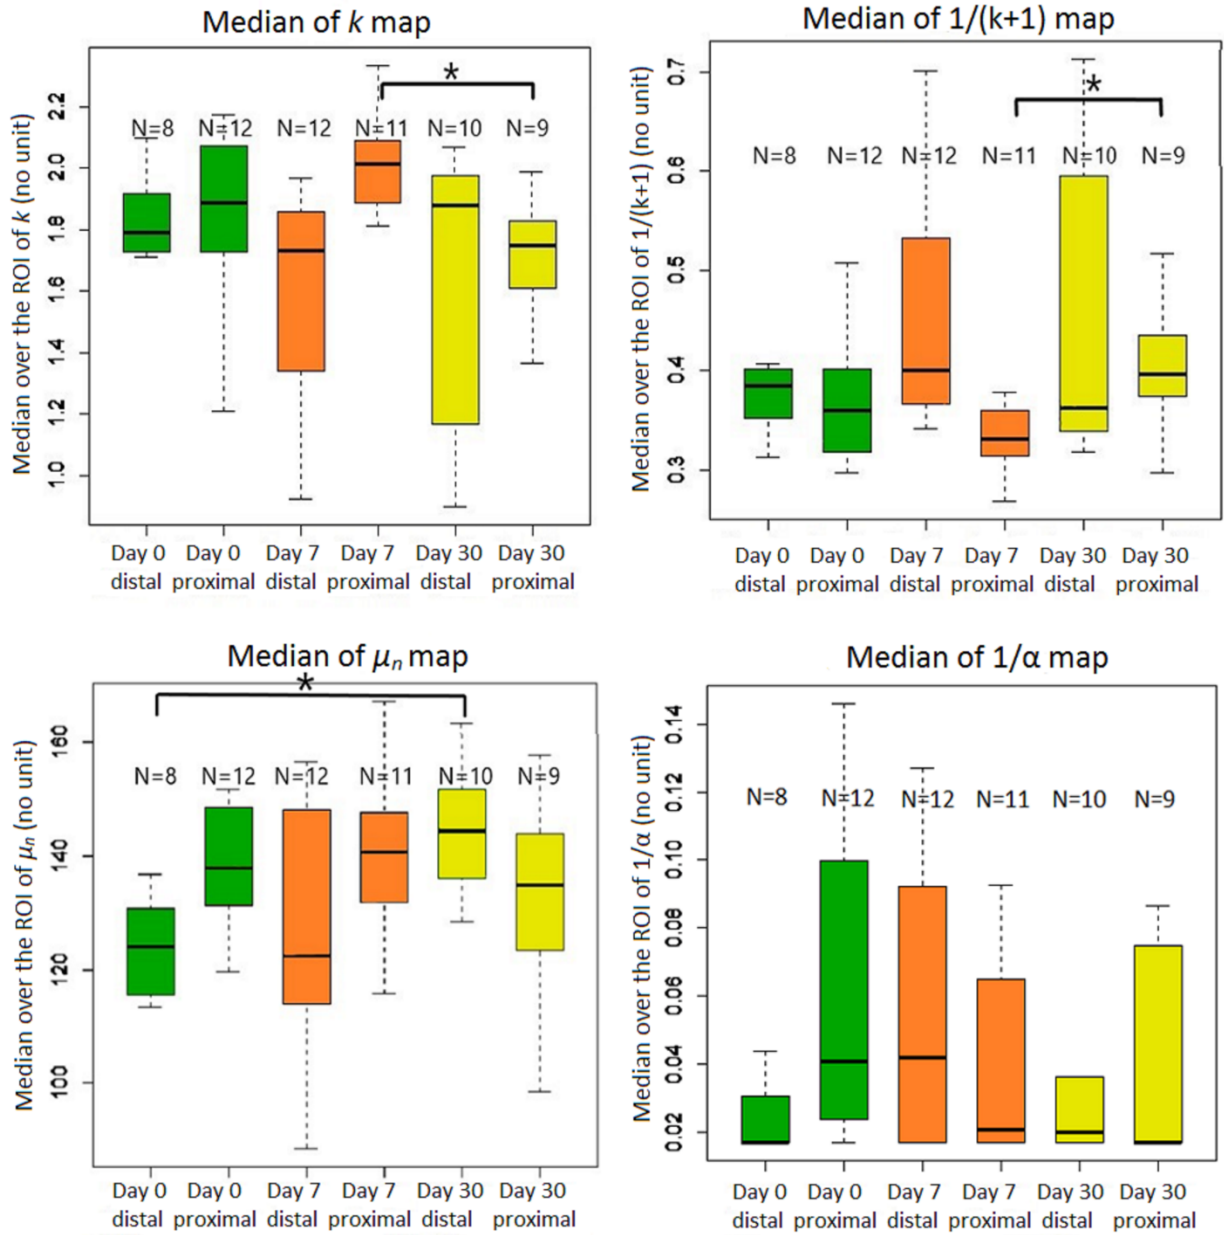 Median of k map
Median over the ROI of k (no unit)
2.2
2.0
1.8
1.6
1.4
1.2
1.0
*
N=8 N=12 N=12 N=11 N=10 N=9
Day 0 Day 0 Day 7 Day 7 Day 30 Day 30
distal proximal distal proximal distal proximal
Median of 1/(k+1) map
Median over the ROI of 1/(k+1) (no unit)
0.7
0.6
0.5
0.4
0.3
*
N=8 N=12 N=12 N=11 N=10 N=9
Day 0 Day 0 Day 7 Day 7 Day 30 Day 30
distal proximal distal proximal distal proximal
Median of μn map
Median over the ROI of μn (no unit)
160
140
120
100
*
N=8 N=12 N=12 N=11 N=10 N=9
Day 0 Day 0 Day 7 Day 7 Day 30 Day 30
distal proximal distal proximal distal proximal
Median of 1/α map
Median over the ROI of 1/α (no unit)
0.14
0.12
0.10
0.08
0.06
0.04
0.02
N=8 N=12 N=12 N=11 N=10 N=9
Day 0 Day 0 Day 7 Day 7 Day 30 Day 30
distal proximal distal proximal distal proximal